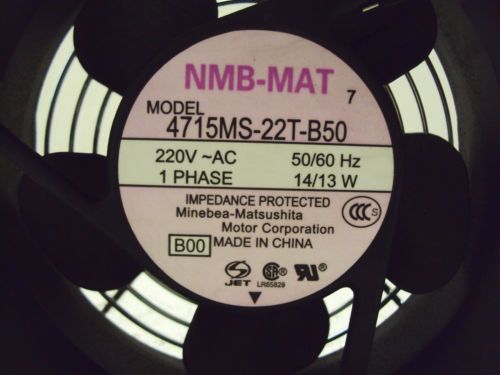 NMB-MAT 7
MODEL
4715MS-22T-B50
220V ~AC 50/60 Hz
1 PHASE 14/13 W
IMPEDANCE PROTECTED
Minebea-Matsushita
Motor Corporation
B00 MADE IN CHINA
CCC S
JET LR65829